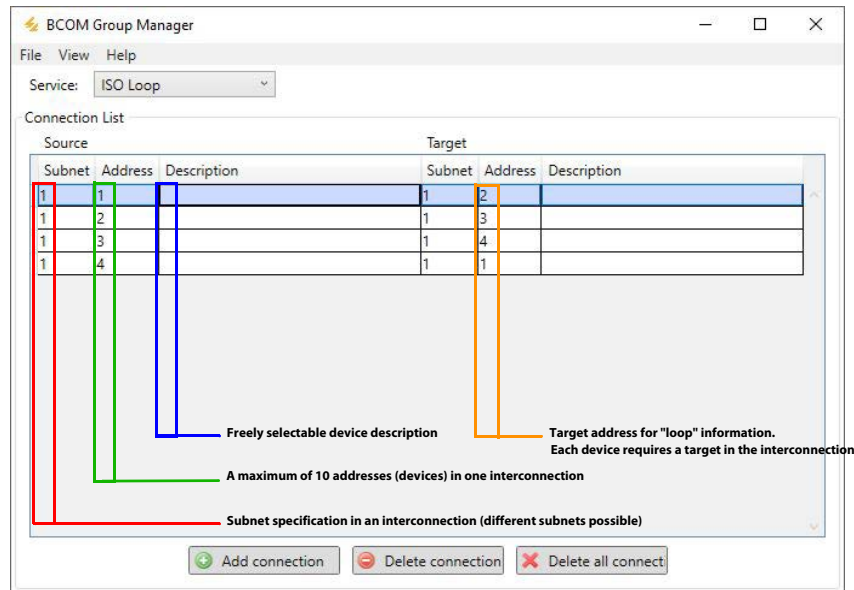 BCOM Group Manager
File View Help
Service: ISO Loop
Connection List
Source Target
Subnet Address Description Subnet Address Description
1 1 1 2
1 2 1 3
1 3 1 4
1 4 1 1
Freely selectable device description
Target address for "loop" information.
Each device requires a target in the interconnection
A maximum of 10 addresses (devices) in one interconnection
Subnet specification in an interconnection (different subnets possible)
Add connection Delete connection Delete all connect